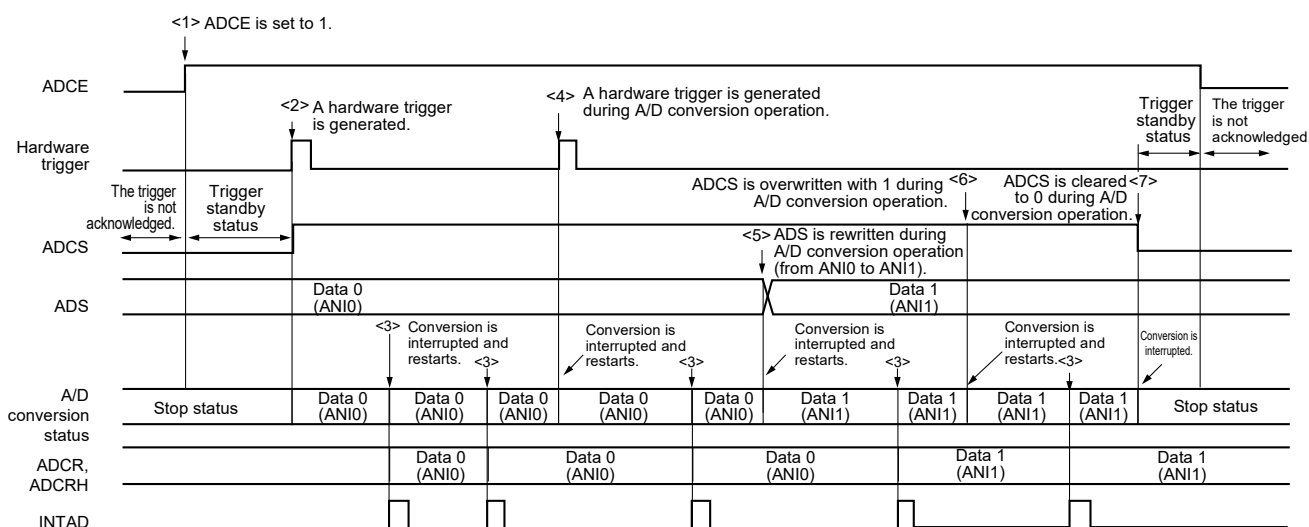 <1> ADCE is set to 1.
ADCE
<2> A hardware trigger
is generated.
<4> A hardware trigger is generated
during A/D conversion operation.
Trigger
standby
status
The trigger
is not
acknowledged
Hardware
trigger
The trigger
is not
acknowledged.
Trigger
standby
status
ADCS is overwritten with 1 during <6>
A/D conversion operation.
ADCS is cleared <7>
to 0 during A/D
conversion operation.
ADCS
<5> ADS is rewritten during
A/D conversion operation
(from ANI0 to ANI1).
ADS
Data 0
(ANI0)
Data 1
(ANI1)
<3> Conversion is
interrupted and
restarts. <3>
Conversion is
interrupted and
restarts.
<3>
Conversion is
interrupted and
restarts.
<3>
Conversion is
interrupted and
restarts.<3>
Conversion is
interrupted.
A/D
conversion
status
Stop status
Data 0
(ANI0)
Data 0
(ANI0)
Data 0
(ANI0)
Data 0
(ANI0)
Data 0
(ANI0)
Data 1
(ANI1)
Data 1
(ANI1)
Data 1
(ANI1)
Data 1
(ANI1)
Stop status
ADCR,
ADCRH
Data 0
(ANI0)
Data 0
(ANI0)
Data 0
(ANI0)
Data 1
(ANI1)
Data 1
(ANI1)
INTAD